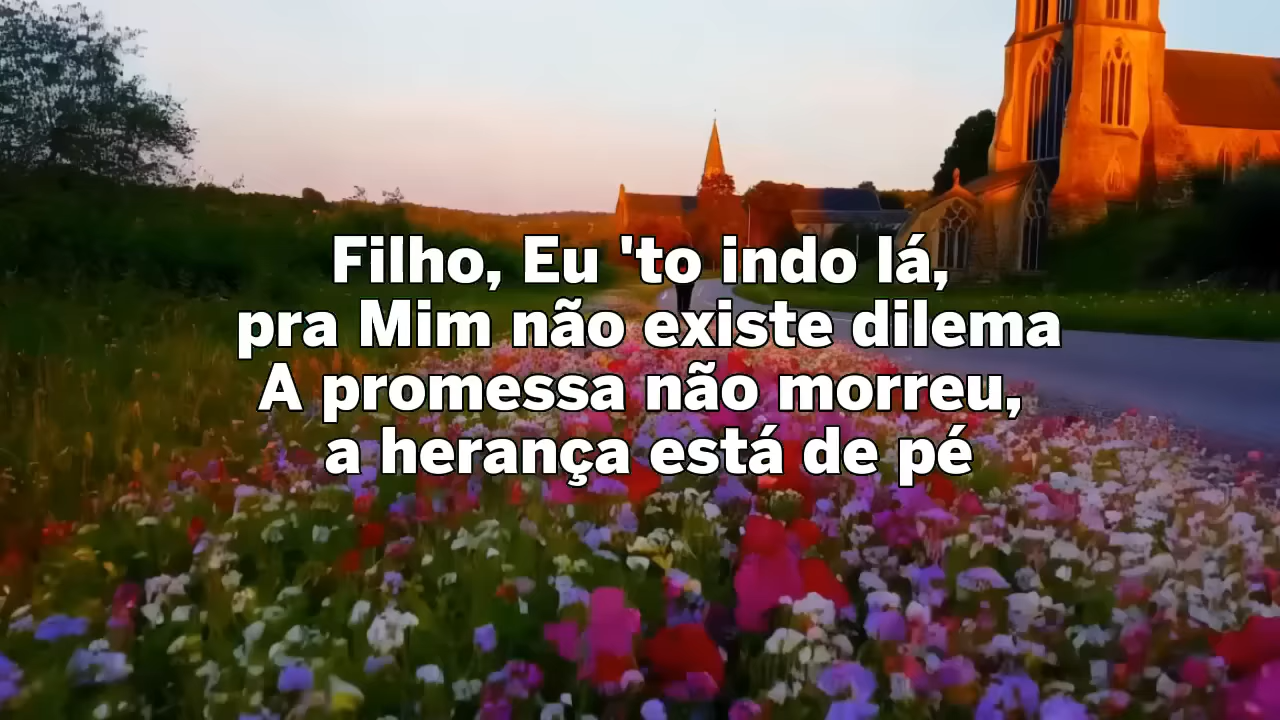 Filho, Eu 'to indo lá,
pra Mim não existe dilema
A promessa não morreu,
a herança está de pé